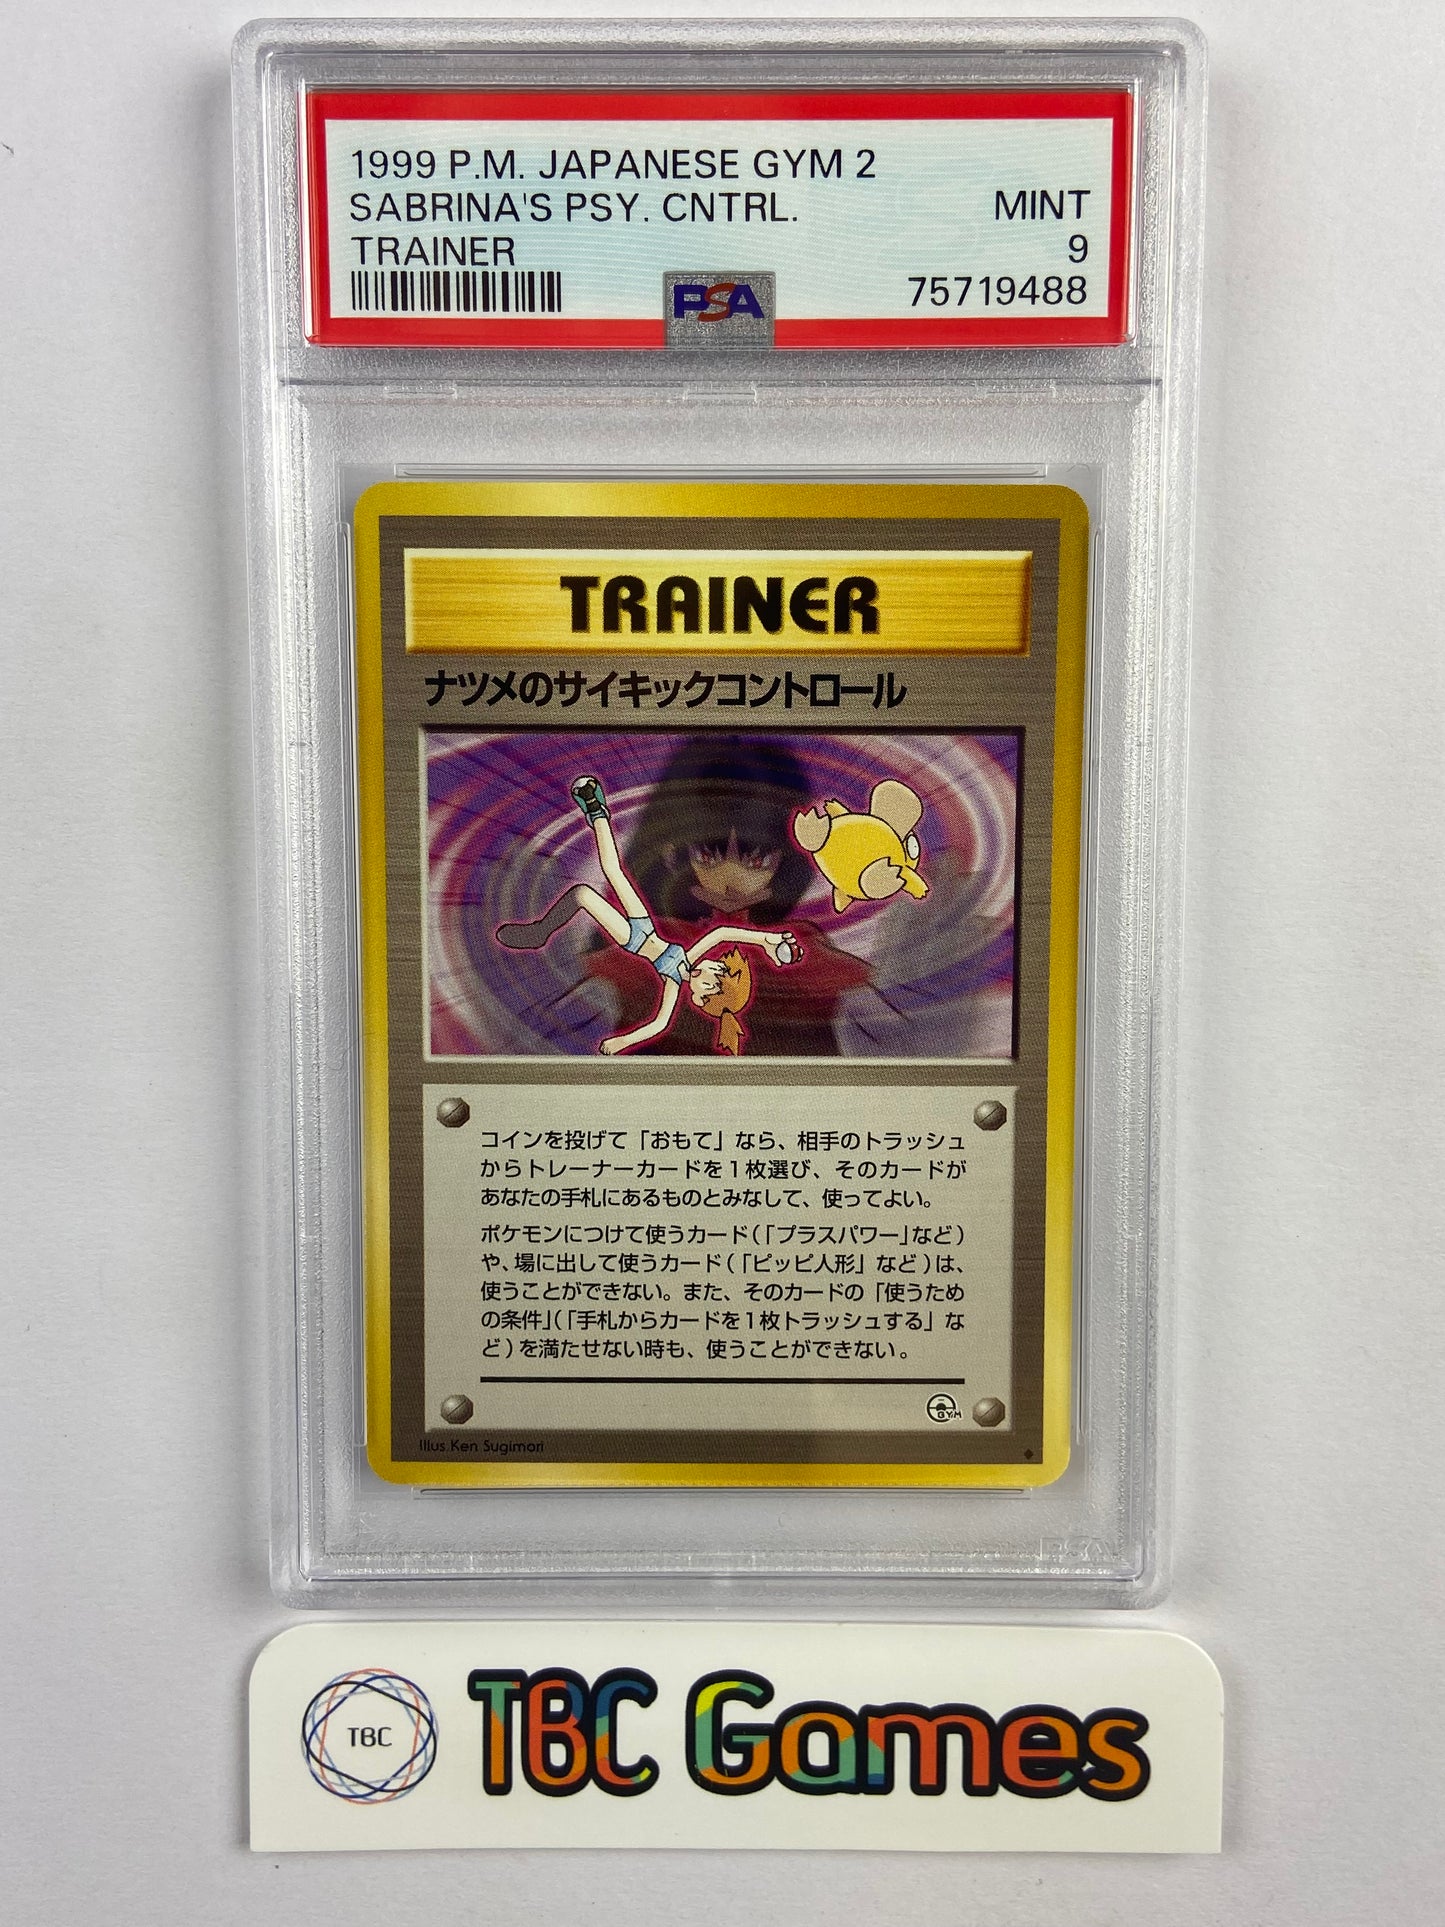 1999 P.M. JAPANESE GYM 2
SABRINA'S PSY. CNTRL. MINT
TRAINER 9
75719488
PSA
TRAINER
ナツメのサイキックコントロール
コインを投げて「おもて」なら、相手のトラッシュ
からトレーナーカードを1枚選び、そのカードが
あなたの手札にあるものとみなして、使ってよい。
ポケモンにつけて使うカード(「プラスパワー」など)
や、場に出して使うカード(「ピッピ人形」など)は、
使うことができない。また、そのカードの「使うため
の条件」(「手札からカードを1枚トラッシュする」な
ど)を満たせない時も、使うことができない。
GYM
Illus. Ken Sugimori
PSA
TBC
TBC Games